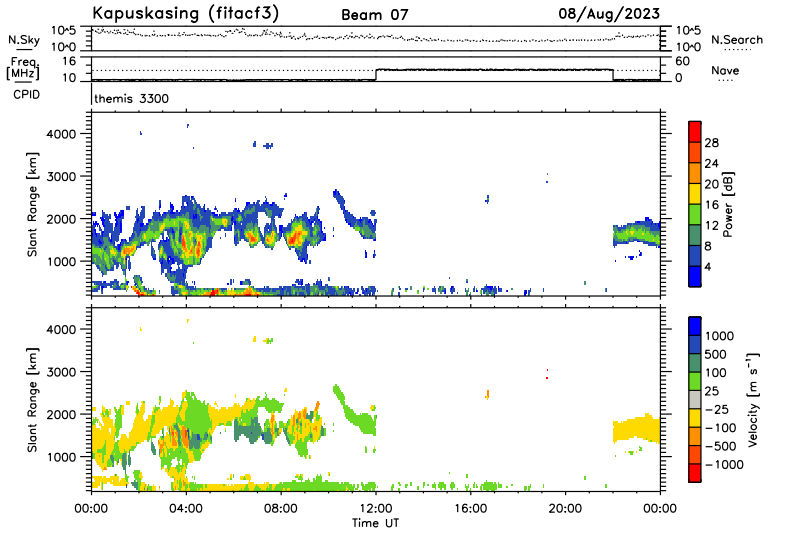 Kapuskasing (fitacf3) Beam 07 08/Aug/2023
N.Sky 10^5 10^0 10^5 10^0 N.Search
Freq. [MHz] 16 10 60 0 Nave
CPID themis 3300
Slant Range [km] 4000 3000 2000 1000
28 24 20 16 12 8 4 Power [dB]
Slant Range [km] 4000 3000 2000 1000
1000 500 100 25 −25 −100 −500 −1000 Velocity [m s⁻¹]
00:00 04:00 08:00 12:00 16:00 20:00 00:00
Time UT